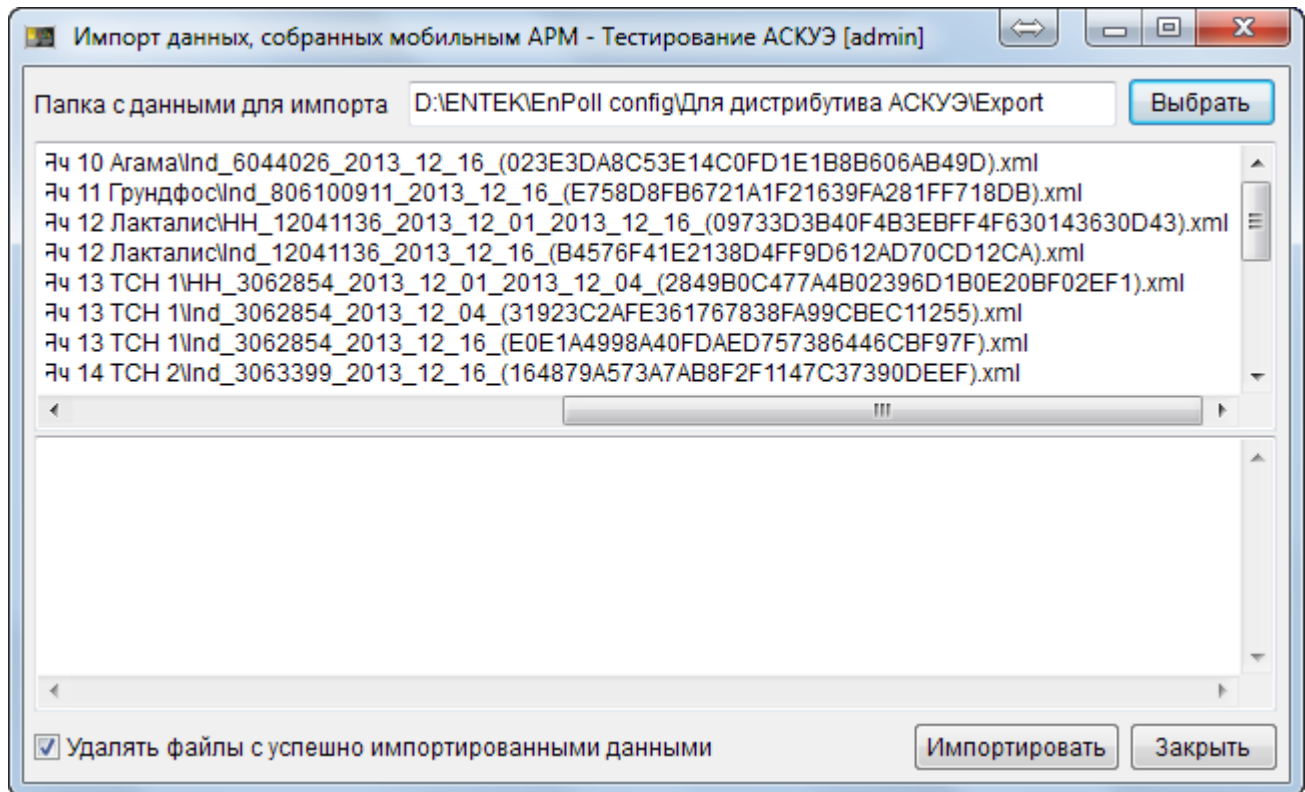 Импорт данных, собранных мобильным АРМ - Тестирование АСКУЭ [admin]
Папка с данными для импорта D:\ENTEK\EnPoll config\Для дистрибутива АСКУЭ\Export Выбрать
Яч 10 Агама\Ind_6044026_2013_12_16_(023E3DA8C53E14C0FD1E1B8B606AB49D).xml
Яч 11 Грундфос\Ind_806100911_2013_12_16_(E758D8FB6721A1F21639FA281FF718DB).xml
Яч 12 Лакталис\HH_12041136_2013_12_01_2013_12_16_(09733D3B40F4B3EBFF4F630143630D43).xml
Яч 12 Лакталис\Ind_12041136_2013_12_16_(B4576F41E2138D4FF9D612AD70CD12CA).xml
Яч 13 ТСН 1\HH_3062854_2013_12_01_2013_12_04_(2849B0C477A4B02396D1B0E20BF02EF1).xml
Яч 13 ТСН 1\Ind_3062854_2013_12_04_(31923C2AFE361767838FA99CBEC11255).xml
Яч 13 ТСН 1\Ind_3062854_2013_12_16_(E0E1A4998A40FDAED757386446CBF97F).xml
Яч 14 ТСН 2\Ind_3063399_2013_12_16_(164879A573A7AB8F2F1147C37390DEEF).xml
Удалять файлы с успешно импортированными данными Импортировать Закрыть